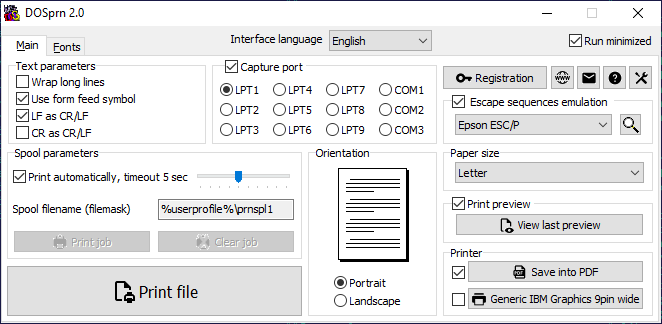 DOSprn 2.0
Main
Fonts
Interface language
English
Run minimized
Text parameters
Wrap long lines
Use form feed symbol
LF as CR/LF
CR as CR/LF
Capture port
LPT1 LPT4 LPT7 COM1
LPT2 LPT5 LPT8 COM2
LPT3 LPT6 LPT9 COM3
Registration
WWW
Escape sequences emulation
Epson ESC/P
Spool parameters
Print automatically, timeout 5 sec
Spool filename (filemask)
%userprofile%\prnspl1
Print job
Clear job
Print file
Orientation
Portrait
Landscape
Paper size
Letter
Print preview
View last preview
Printer
Save into PDF
Generic IBM Graphics 9pin wide